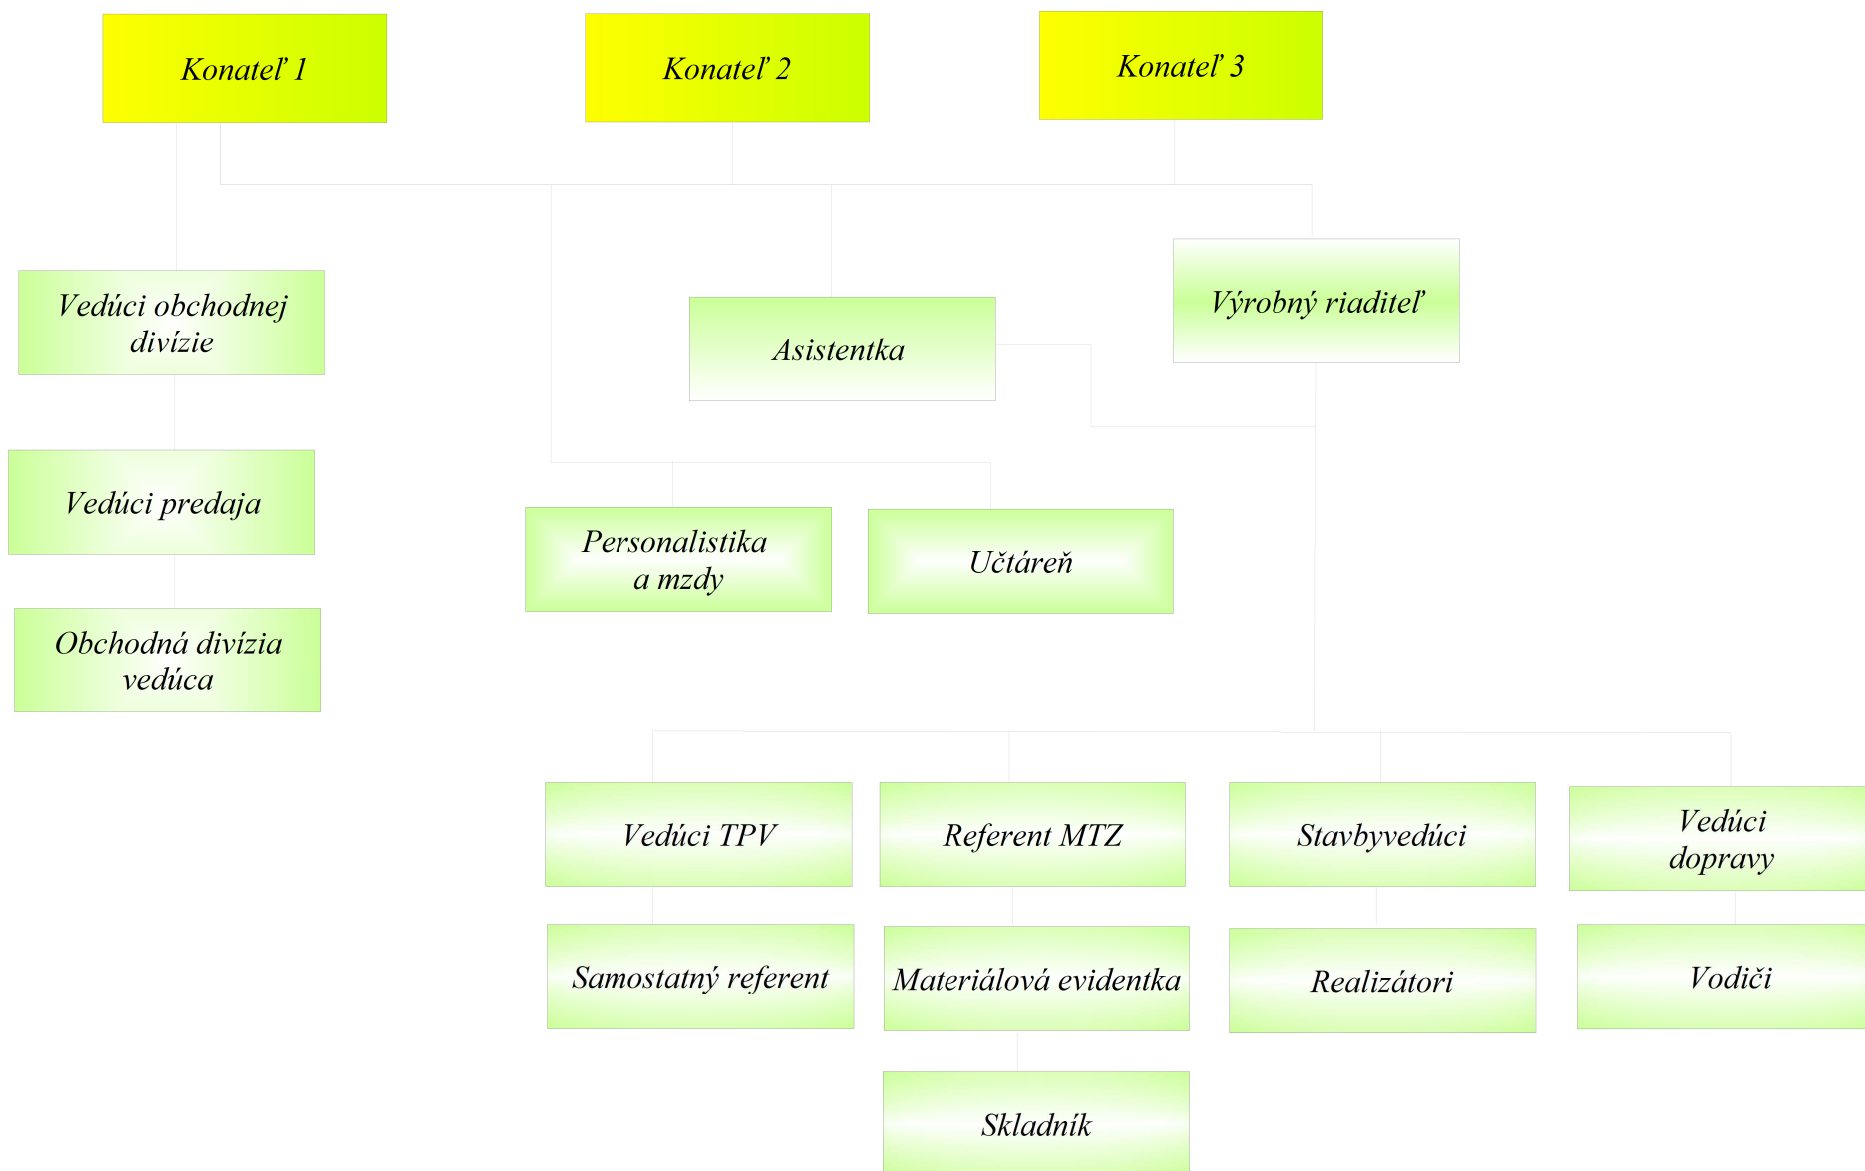 Konateľ 1
Konateľ 2
Konateľ 3
Vedúci obchodnej
divízie
Výrobný riaditeľ
Asistentka
Vedúci predaja
Personalistika
a mzdy
Učtáreň
Obchodná divízia
vedúca
Vedúci TPV
Referent MTZ
Stavbyvedúci
Vedúci
dopravy
Samostatný referent
Materiálová evidentka
Realizátori
Vodiči
Skladník